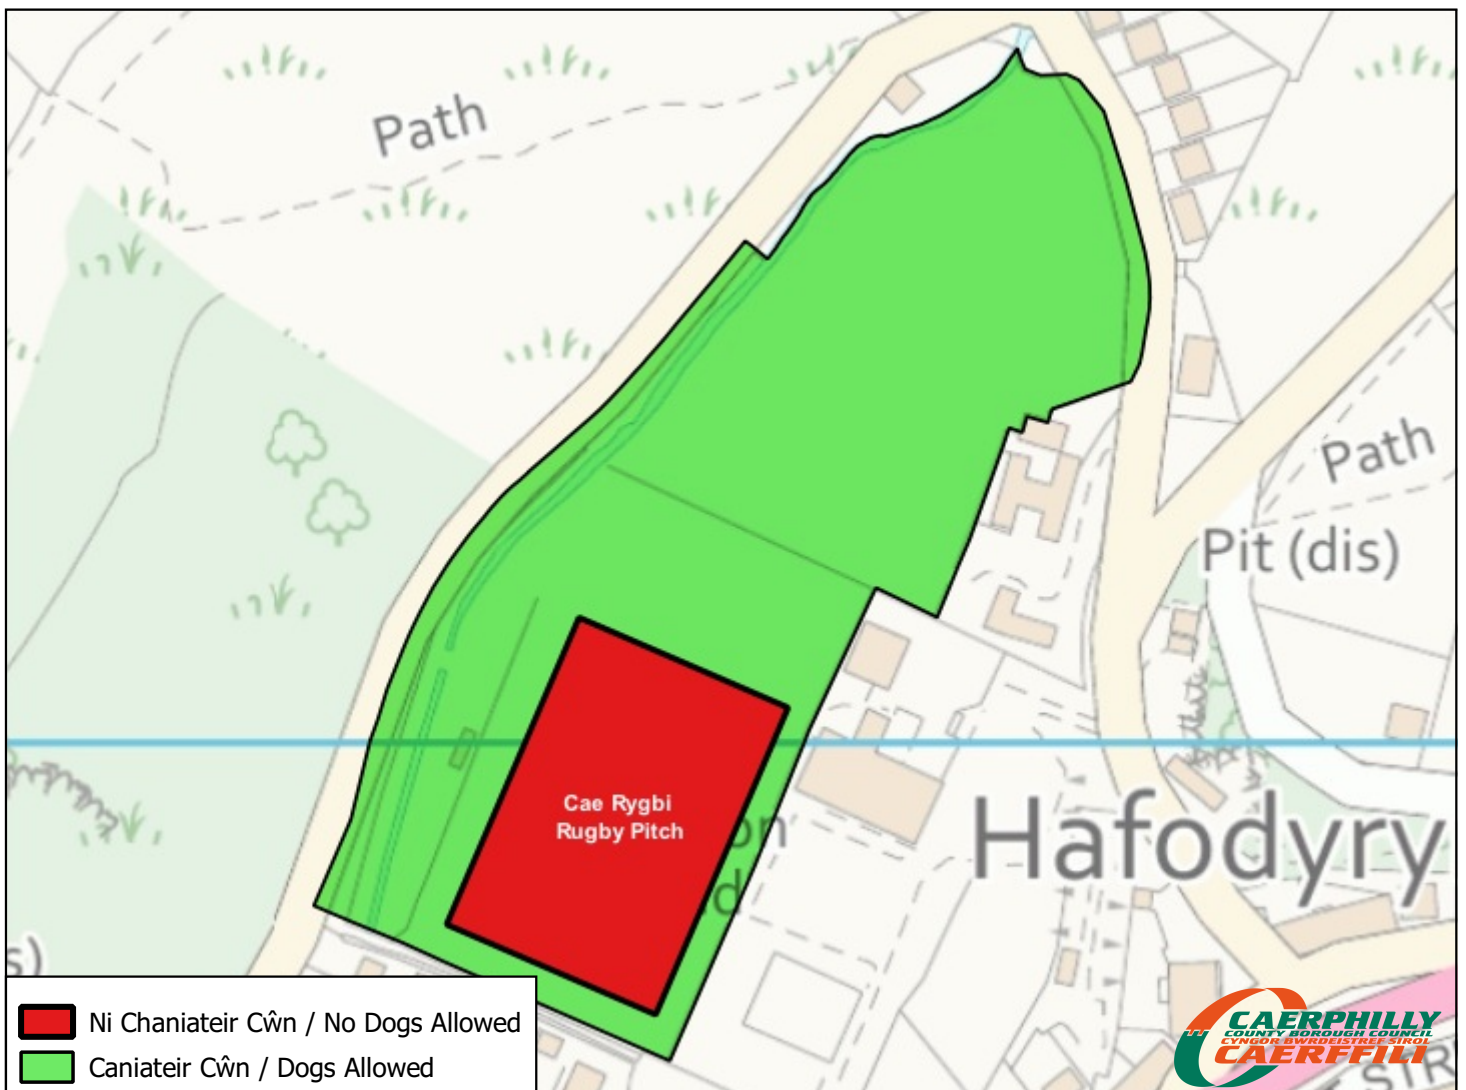 Path
Path
Pit (dis)
Cae Rygbi
Rugby Pitch
Hafodyry
Ni Chaniateir Cŵn / No Dogs Allowed
Caniateir Cŵn / Dogs Allowed
CAERPHILLY
COUNTY BOROUGH COUNCIL
CYNGOR BWRDEISTREF SIROL
CAERFFILI